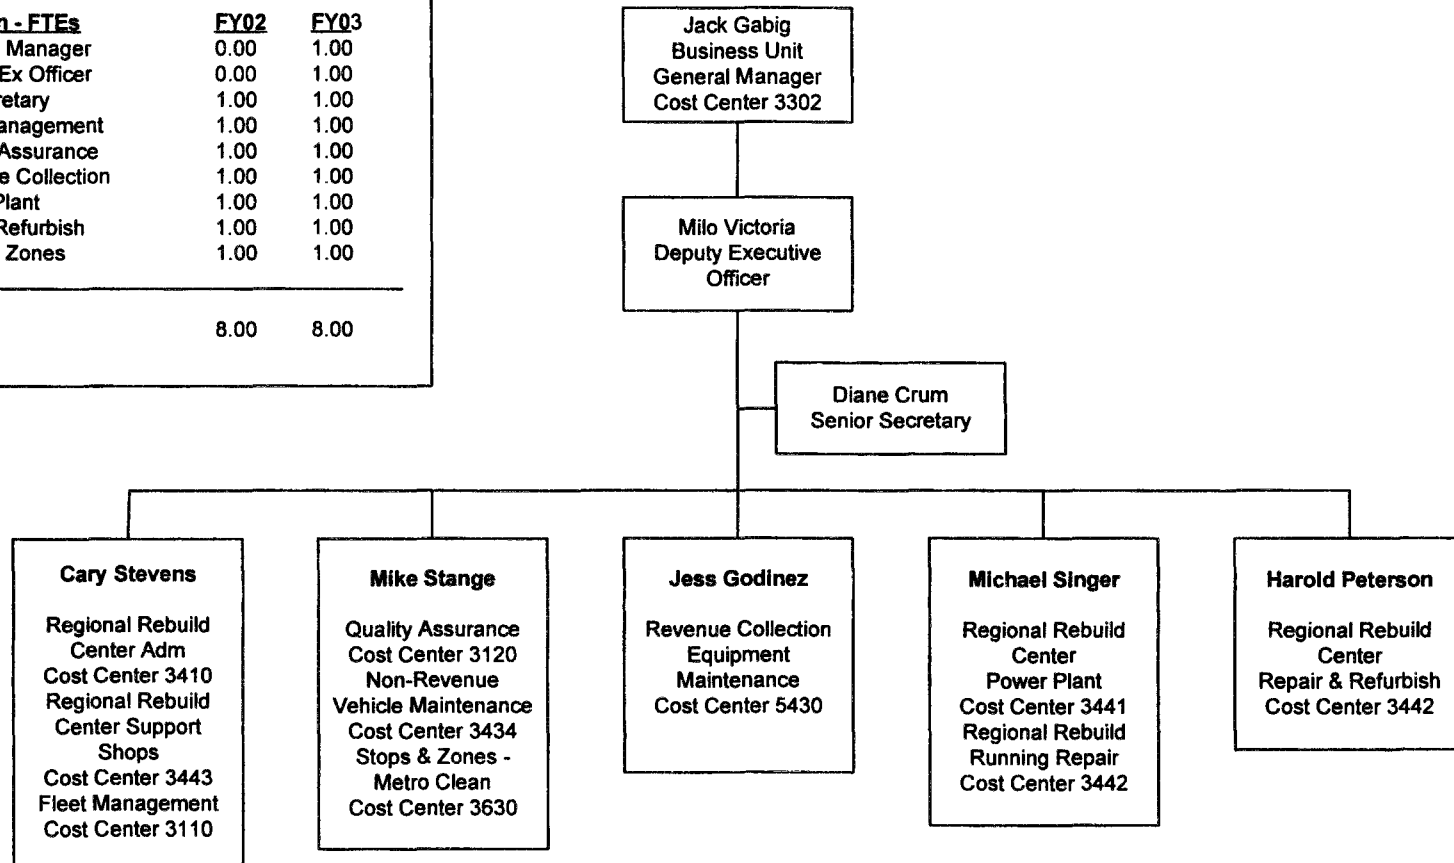 n - FTEs FY02 FY03
Manager 0.00 1.00
Ex Officer 0.00 1.00
retary 1.00 1.00
anagement 1.00 1.00
Assurance 1.00 1.00
e Collection 1.00 1.00
Plant 1.00 1.00
Refurbish 1.00 1.00
Zones 1.00 1.00
8.00 8.00
Jack Gabig
Business Unit
General Manager
Cost Center 3302
Milo Victoria
Deputy Executive
Officer
Diane Crum
Senior Secretary
Cary Stevens
Regional Rebuild
Center Adm
Cost Center 3410
Regional Rebuild
Center Support
Shops
Cost Center 3443
Fleet Management
Cost Center 3110
Mike Stange
Quality Assurance
Cost Center 3120
Non-Revenue
Vehicle Maintenance
Cost Center 3434
Stops & Zones -
Metro Clean
Cost Center 3630
Jess Godinez
Revenue Collection
Equipment
Maintenance
Cost Center 5430
Michael Singer
Regional Rebuild
Center
Power Plant
Cost Center 3441
Regional Rebuild
Running Repair
Cost Center 3442
Harold Peterson
Regional Rebuild
Center
Repair & Refurbish
Cost Center 3442